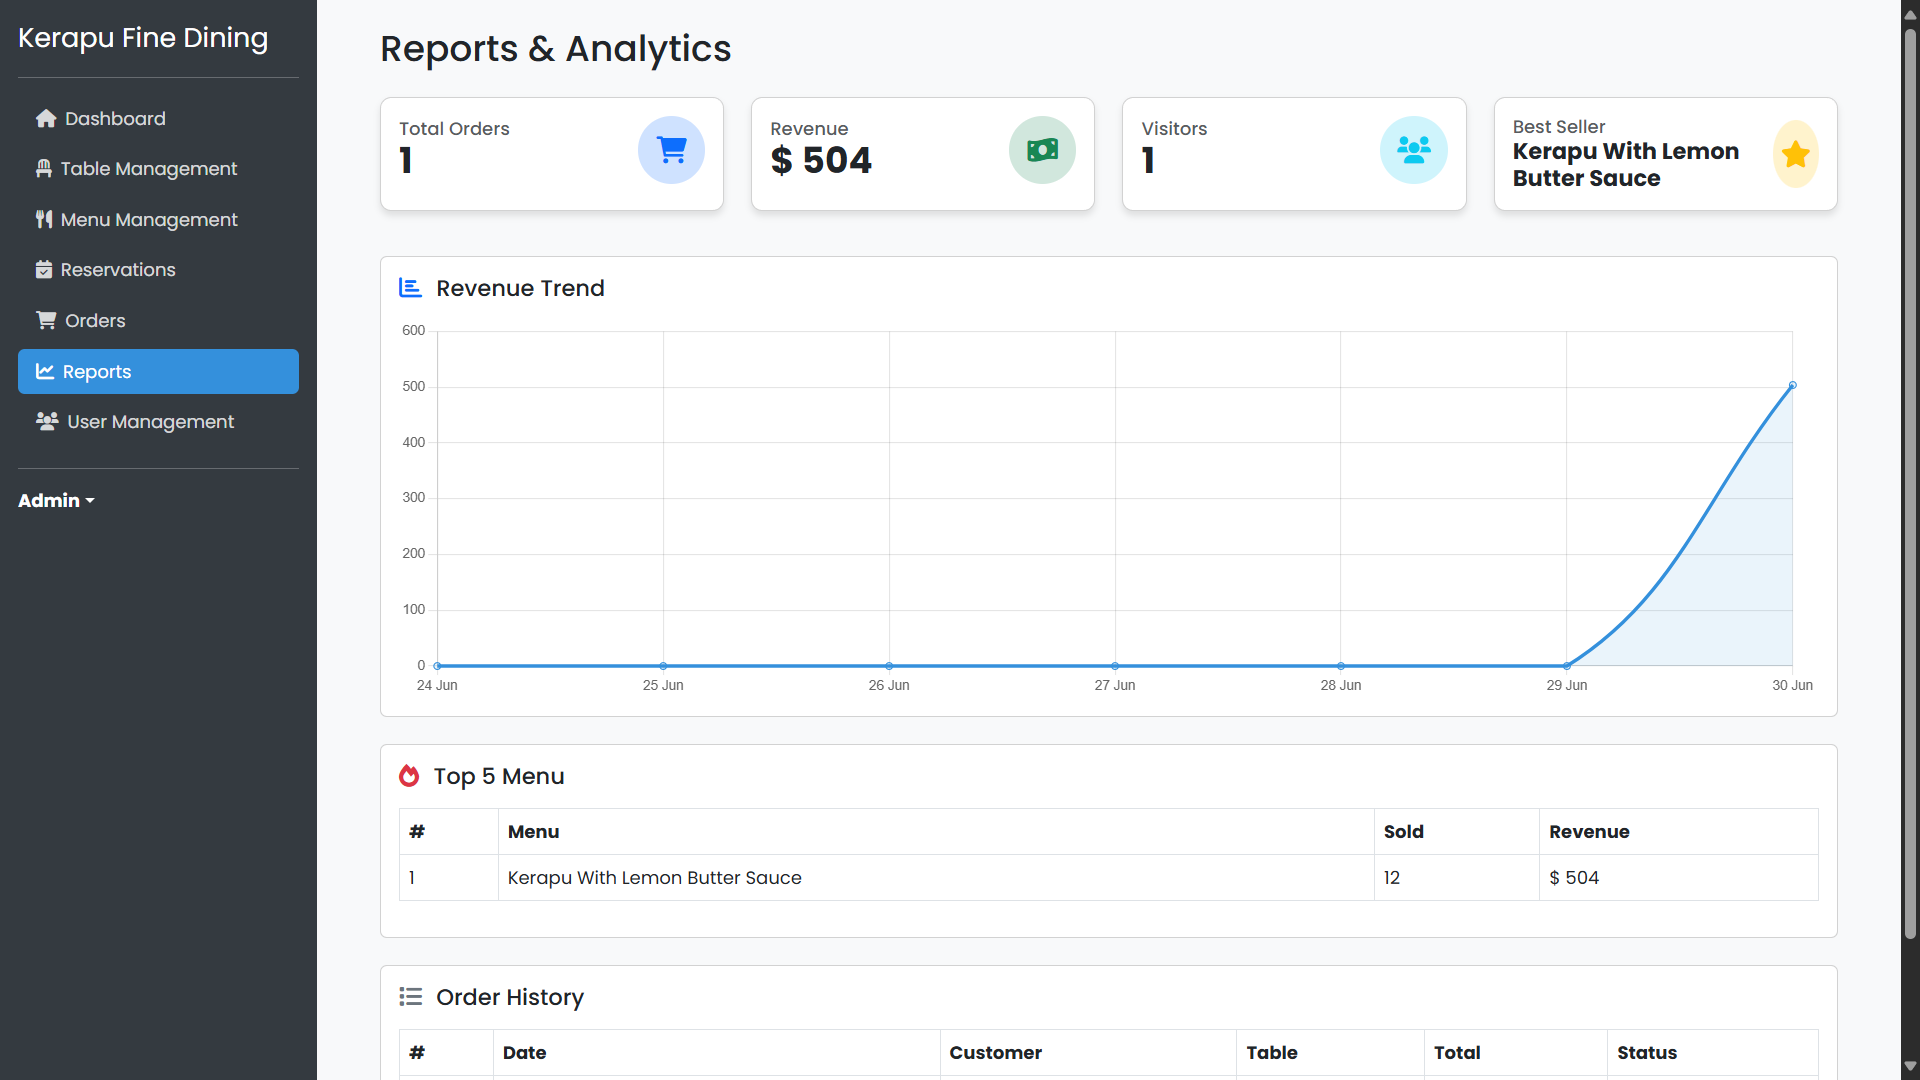 Kerapu Fine Dining
Dashboard
Table Management
Menu Management
Reservations
Orders
Reports
User Management
Admin
Reports & Analytics
Total Orders
1
Revenue
$ 504
Visitors
1
Best Seller
Kerapu With Lemon
Butter Sauce
Revenue Trend
600
500
400
300
200
100
0
24 Jun 25 Jun 26 Jun 27 Jun 28 Jun 29 Jun 30 Jun
Top 5 Menu
# Menu Sold Revenue
1 Kerapu With Lemon Butter Sauce 12 $ 504
Order History
# Date Customer Table Total Status